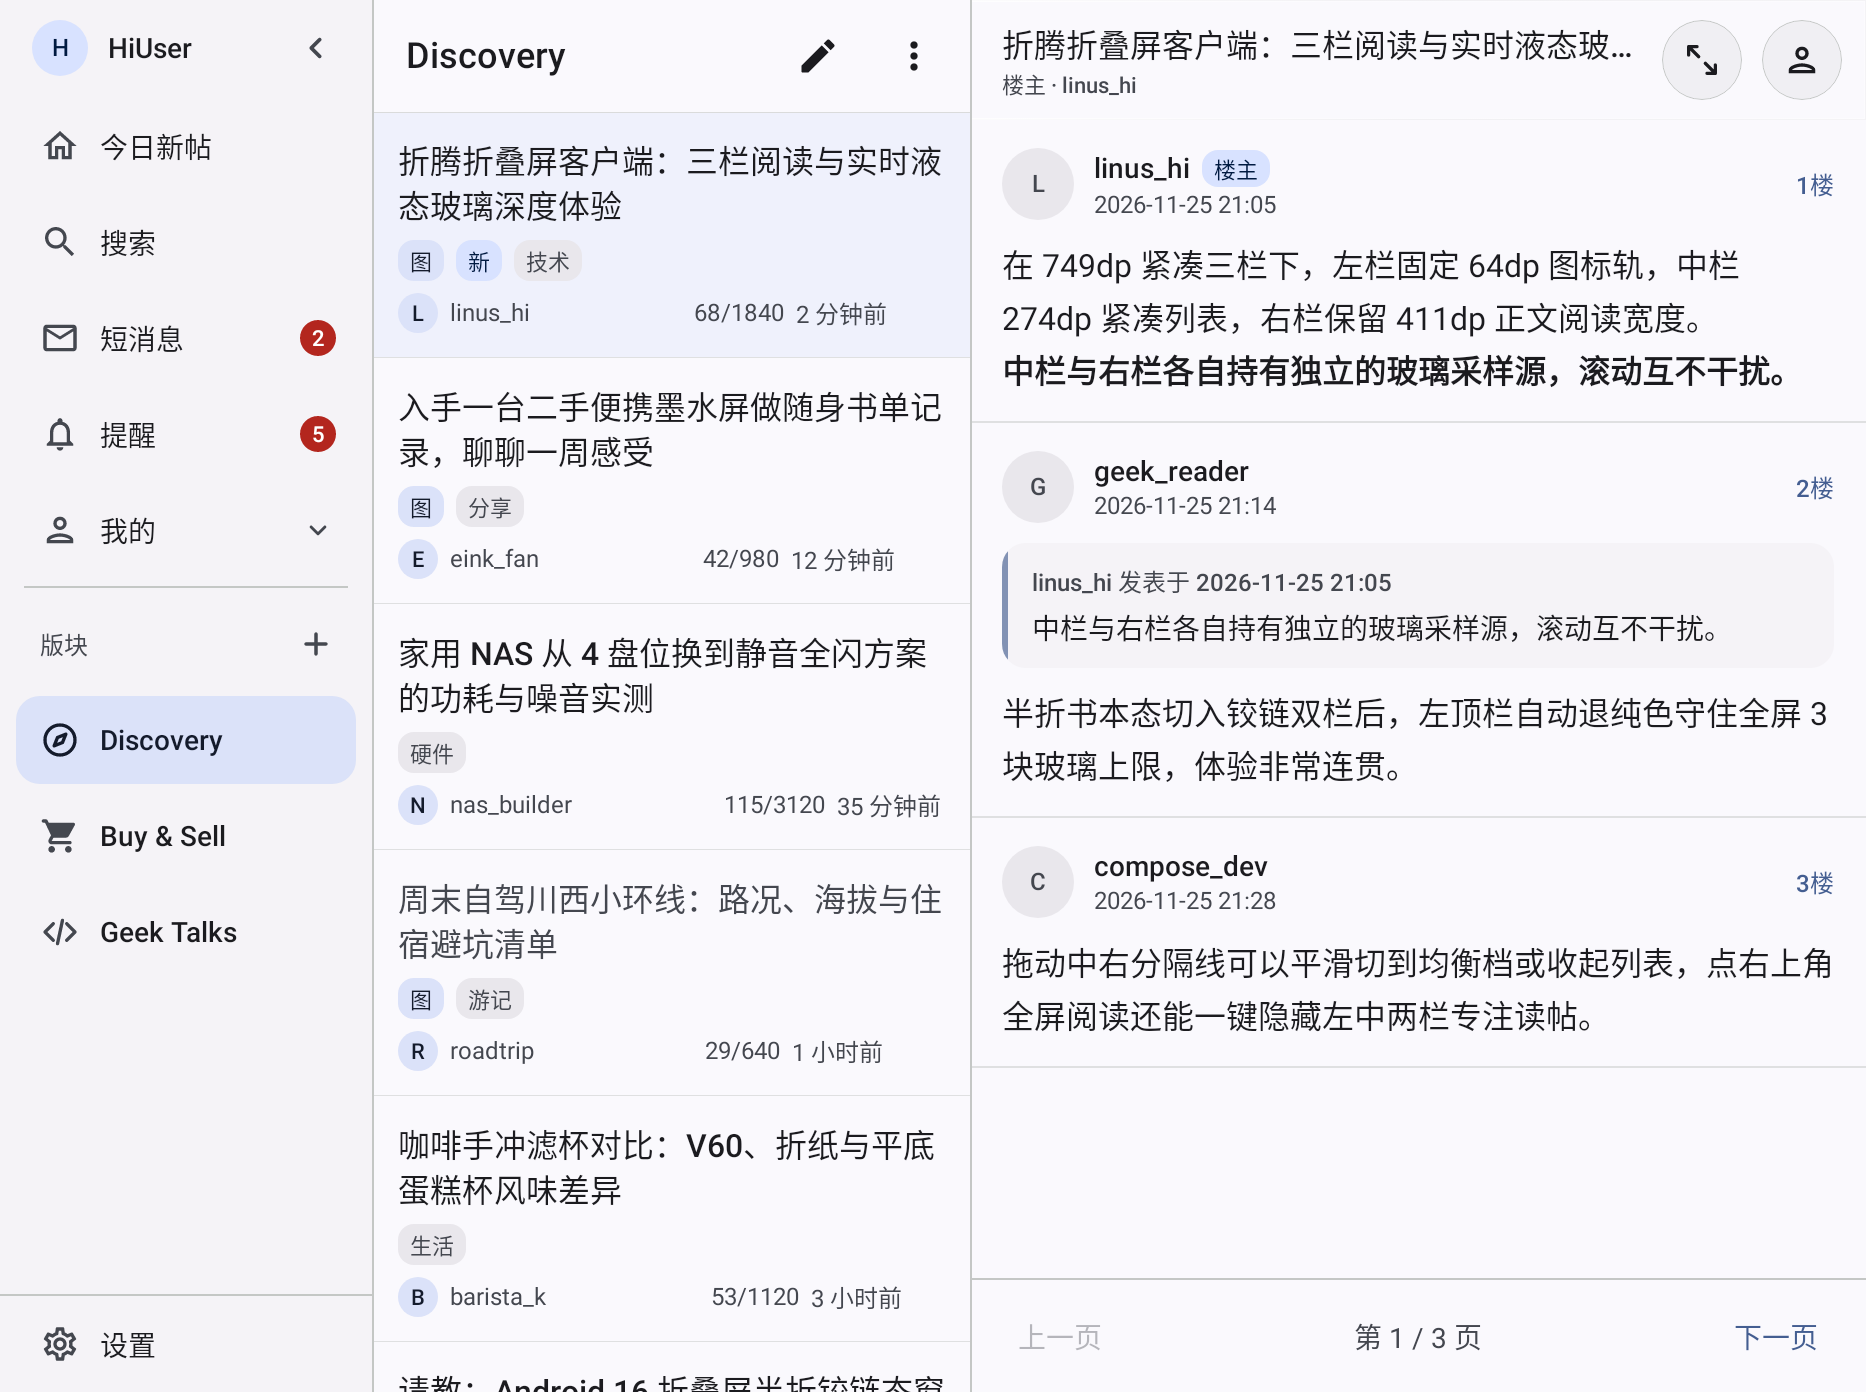 H HiUser
今日新帖
搜索
短消息 2
提醒 5
我的
版块
Discovery
Buy & Sell
Geek Talks
设置
Discovery
折腾折叠屏客户端：三栏阅读与实时液
态玻璃深度体验
图 新 技术
L linus_hi 68/1840 2 分钟前
入手一台二手便携墨水屏做随身书单记
录，聊聊一周感受
图 分享
E eink_fan 42/980 12 分钟前
家用 NAS 从 4 盘位换到静音全闪方案
的功耗与噪音实测
硬件
N nas_builder 115/3120 35 分钟前
周末自驾川西小环线：路况、海拔与住
宿避坑清单
图 游记
R roadtrip 29/640 1 小时前
咖啡手冲滤杯对比：V60、折纸与平底
蛋糕杯风味差异
生活
B barista_k 53/1120 3 小时前
请教：Android 16 折叠屏半折铰链态窗
折腾折叠屏客户端：三栏阅读与实时液态玻...
楼主 · linus_hi
L linus_hi 楼主
2026-11-25 21:05
1楼
在 749dp 紧凑三栏下，左栏固定 64dp 图标轨，中栏
274dp 紧凑列表，右栏保留 411dp 正文阅读宽度。
中栏与右栏各自持有独立的玻璃采样源，滚动互不干扰。
G geek_reader
2026-11-25 21:14
2楼
linus_hi 发表于 2026-11-25 21:05
中栏与右栏各自持有独立的玻璃采样源，滚动互不干扰。
半折书本态切入铰链双栏后，左顶栏自动退纯色守住全屏 3
块玻璃上限，体验非常连贯。
C compose_dev
2026-11-25 21:28
3楼
拖动中右分隔线可以平滑切到均衡档或收起列表，点右上角
全屏阅读还能一键隐藏左中两栏专注读帖。
上一页 第 1 / 3 页 下一页